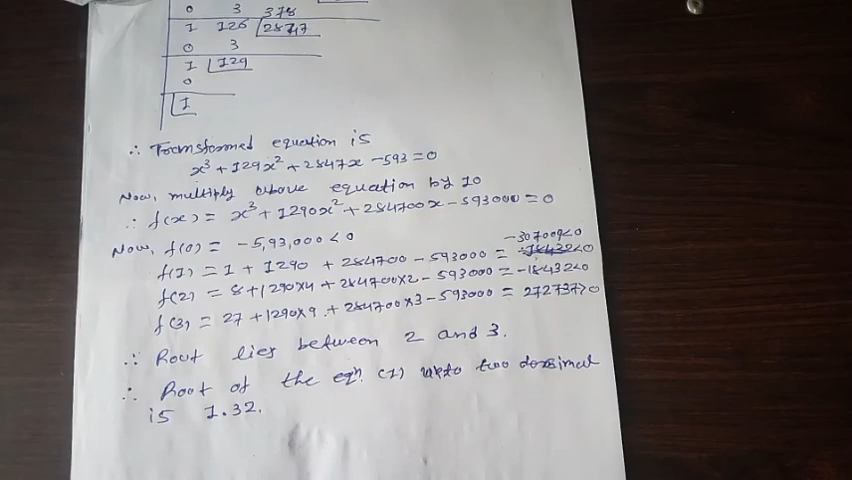 0 3 378
1 126 2847
0 3
1 129
0
1
∴ Transformed equation is
x³ + 129x² + 2847x - 593 = 0
Now, multiply above equation by 10
∴ f(x) = x³ + 1290x² + 284700x - 593000 = 0
Now, f(0) = -5,93,000 < 0
f(1) = 1 + 1290 + 284700 - 593000 = -307009 < 0
f(2) = 8 + 1290×4 + 284700×2 - 593000 = -18432 < 0
f(3) = 27 + 1290×9 + 284700×3 - 593000 = 272737 > 0
∴ Root lies between 2 and 3.
∴ Root of the eqn. (1) upto two decimal
is 1.32.